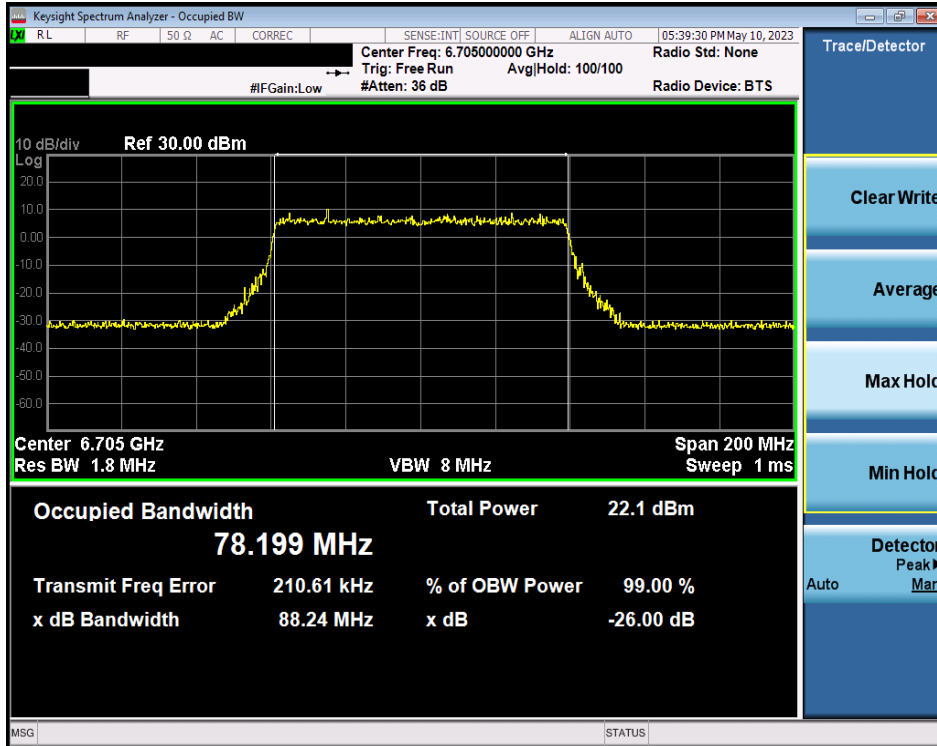 Keysight Spectrum Analyzer - Occupied BW
LXI RL RF 50 Ω AC CORREC SENSE:INT SOURCE OFF ALIGN AUTO 05:39:30 PM May 10, 2023
Center Freq: 6.705000000 GHz Radio Std: None
Trig: Free Run Avg|Hold: 100/100
#IFGain:Low #Atten: 36 dB Radio Device: BTS
Trace/Detector
10 dB/div Ref 30.00 dBm
Log
20.0
10.0
0.00
-10.0
-20.0
-30.0
-40.0
-50.0
-60.0
Center 6.705 GHz Span 200 MHz
Res BW 1.8 MHz VBW 8 MHz Sweep 1 ms
Occupied Bandwidth Total Power 22.1 dBm
78.199 MHz
Transmit Freq Error 210.61 kHz % of OBW Power 99.00 %
x dB Bandwidth 88.24 MHz x dB -26.00 dB
Clear Write
Average
Max Hold
Min Hold
Detector
Peak
Auto Man
MSG STATUS